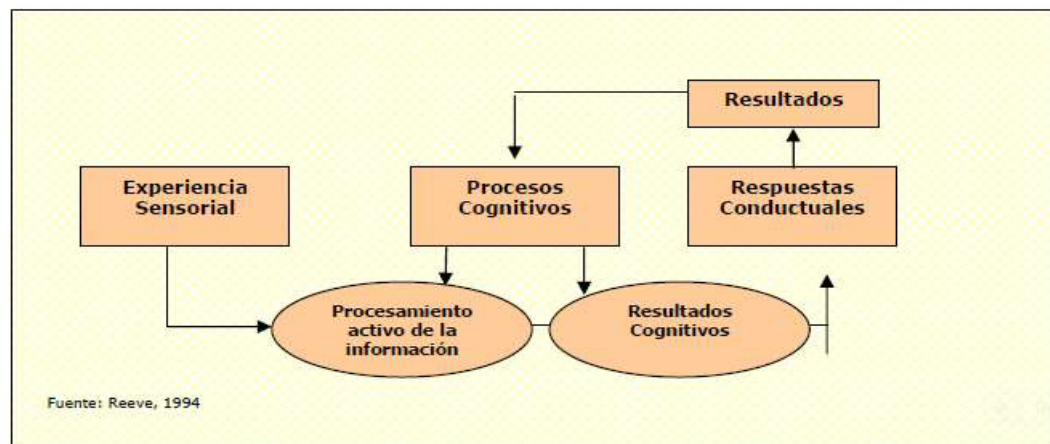 Resultados
Experiencia
Sensorial
Procesos
Cognitivos
Respuestas
Conductuales
Procesamiento
activo de la
información
Resultados
Cognitivos
Fuente: Reeve, 1994